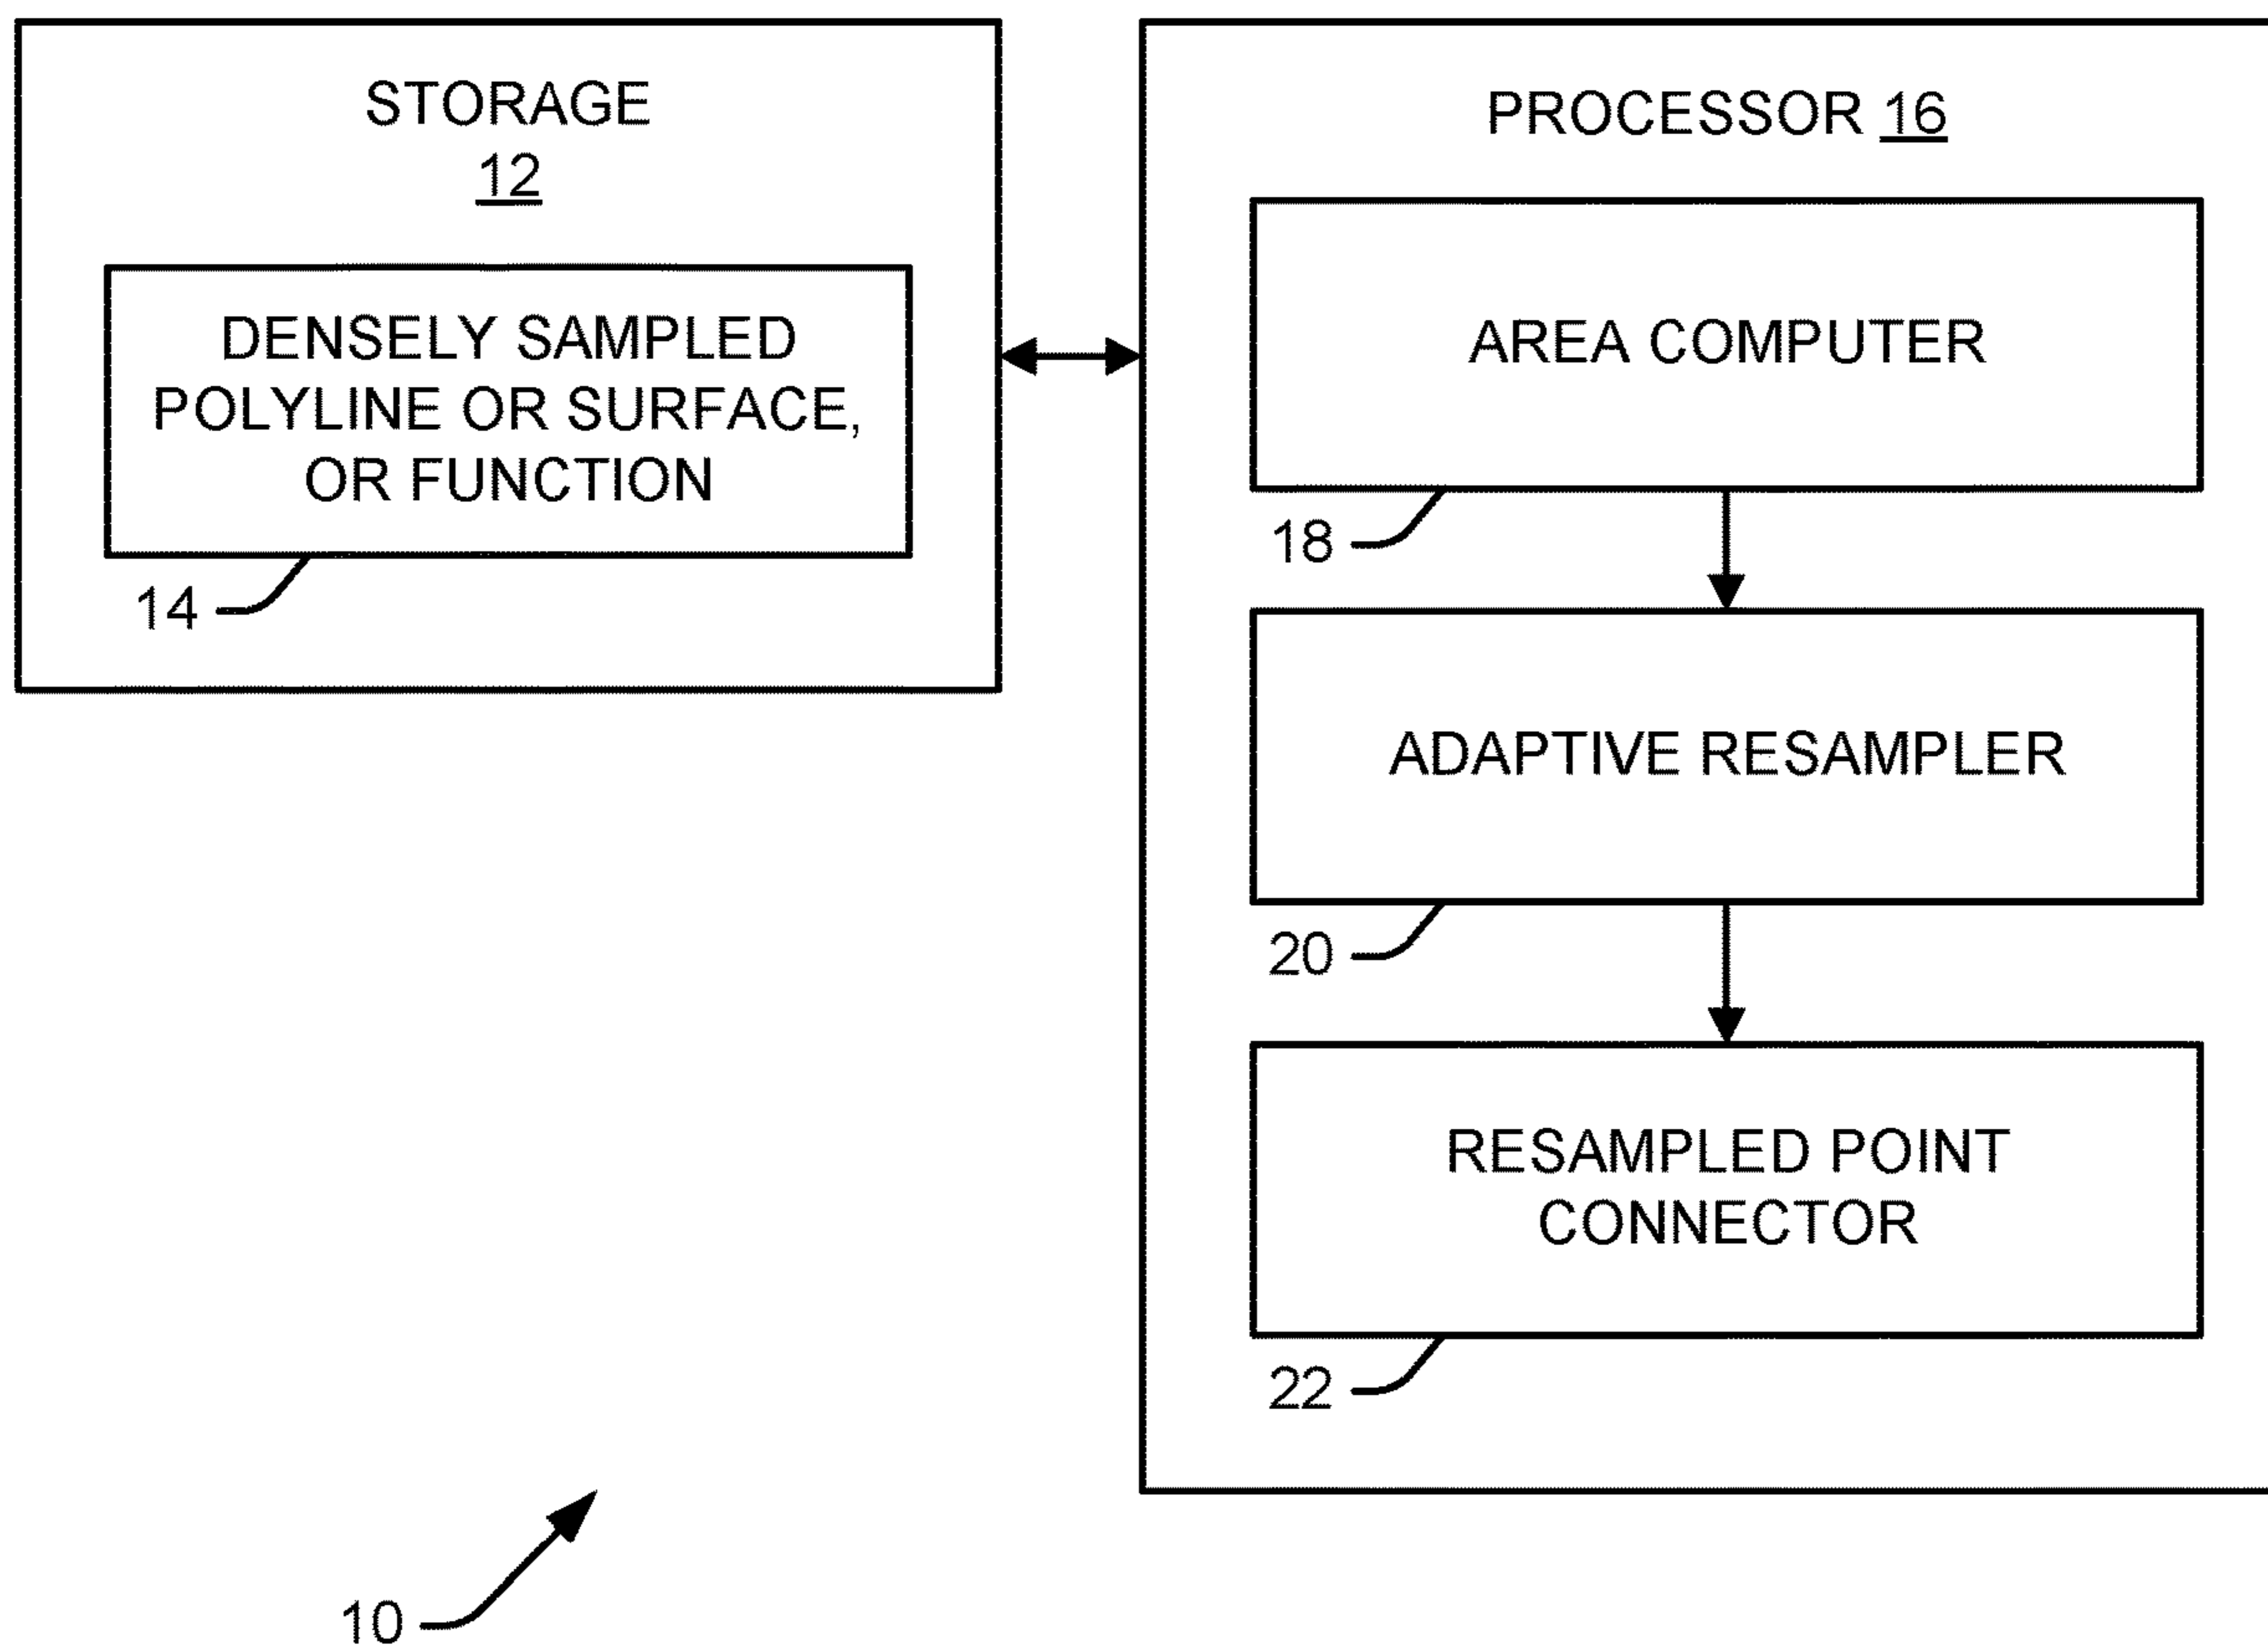 STORAGE
12
DENSELY SAMPLED
POLYLINE OR SURFACE,
OR FUNCTION
14
PROCESSOR 16
AREA COMPUTER
18
ADAPTIVE RESAMPLER
20
RESAMPLED POINT
CONNECTOR
22
10